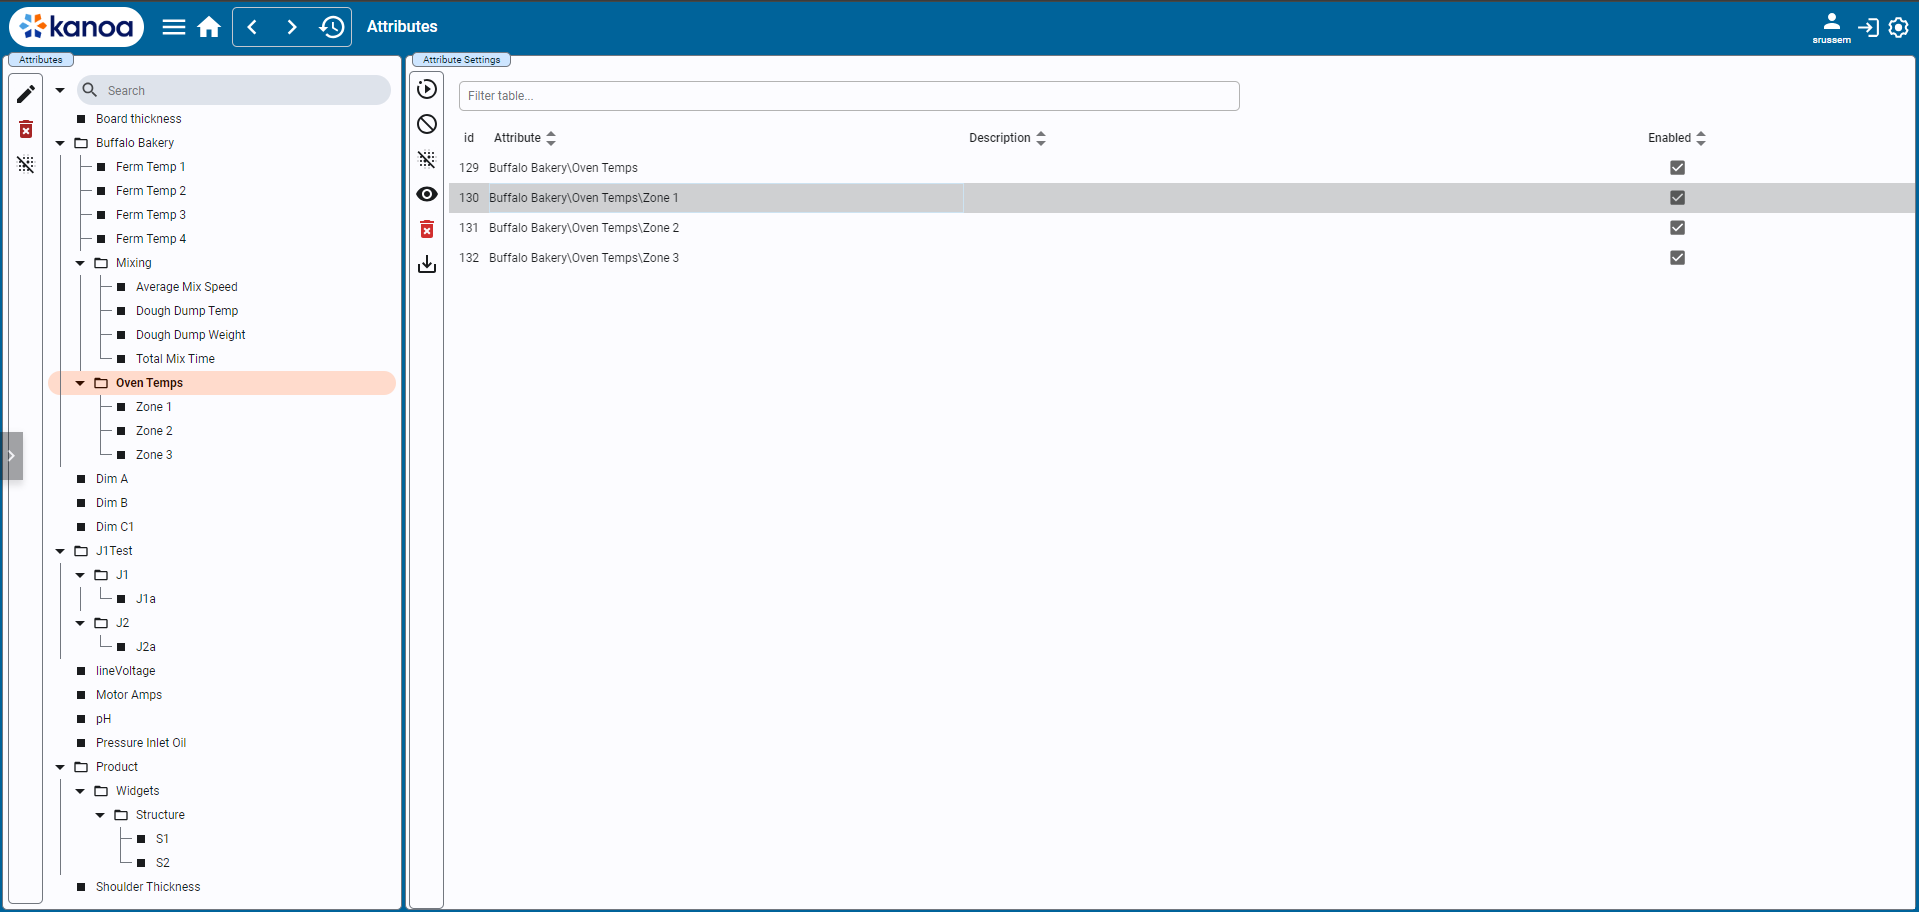 kanoa
Attributes
srussem
Attributes
Search
Board thickness
Buffalo Bakery
Ferm Temp 1
Ferm Temp 2
Ferm Temp 3
Ferm Temp 4
Mixing
Average Mix Speed
Dough Dump Temp
Dough Dump Weight
Total Mix Time
Oven Temps
Zone 1
Zone 2
Zone 3
Dim A
Dim B
Dim C1
J1Test
J1
J1a
J2
J2a
lineVoltage
Motor Amps
pH
Pressure Inlet Oil
Product
Widgets
Structure
S1
S2
Shoulder Thickness
Attribute Settings
Filter table...
id Attribute Description Enabled
129 Buffalo Bakery\Oven Temps
130 Buffalo Bakery\Oven Temps\Zone 1
131 Buffalo Bakery\Oven Temps\Zone 2
132 Buffalo Bakery\Oven Temps\Zone 3